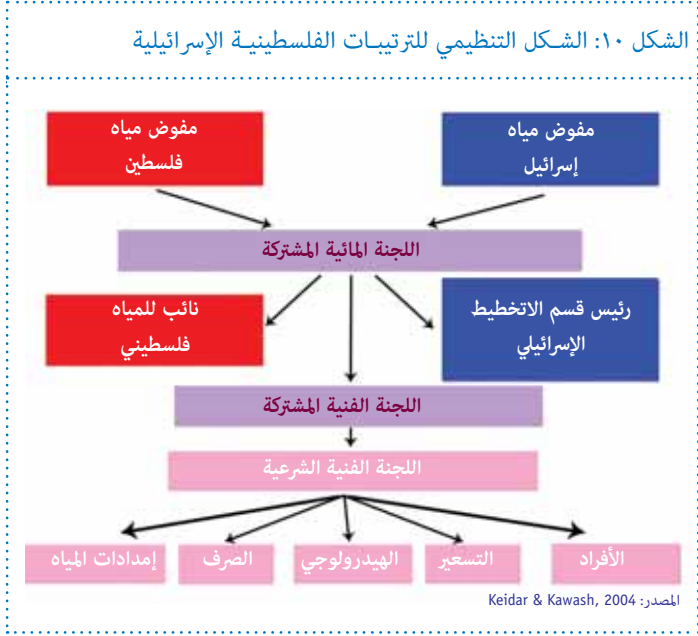 الشكل ١٠: الشكل التنظيمي للترتيبات الفلسطينية الإسرائيلية
مفوض مياه
إسرائيل
مفوض مياه
فلسطين
اللجنة المائية المشتركة
رئيس قسم الاتخطيط
الإسرائيلي
نائب للمياه
فلسطيني
اللجنة الفنية المشتركة
اللجنة الفنية الشرعية
الأفراد
التسعير
الهيدرولوجي
الصرف
إمدادات المياه
المصدر: Keidar & Kawash, 2004